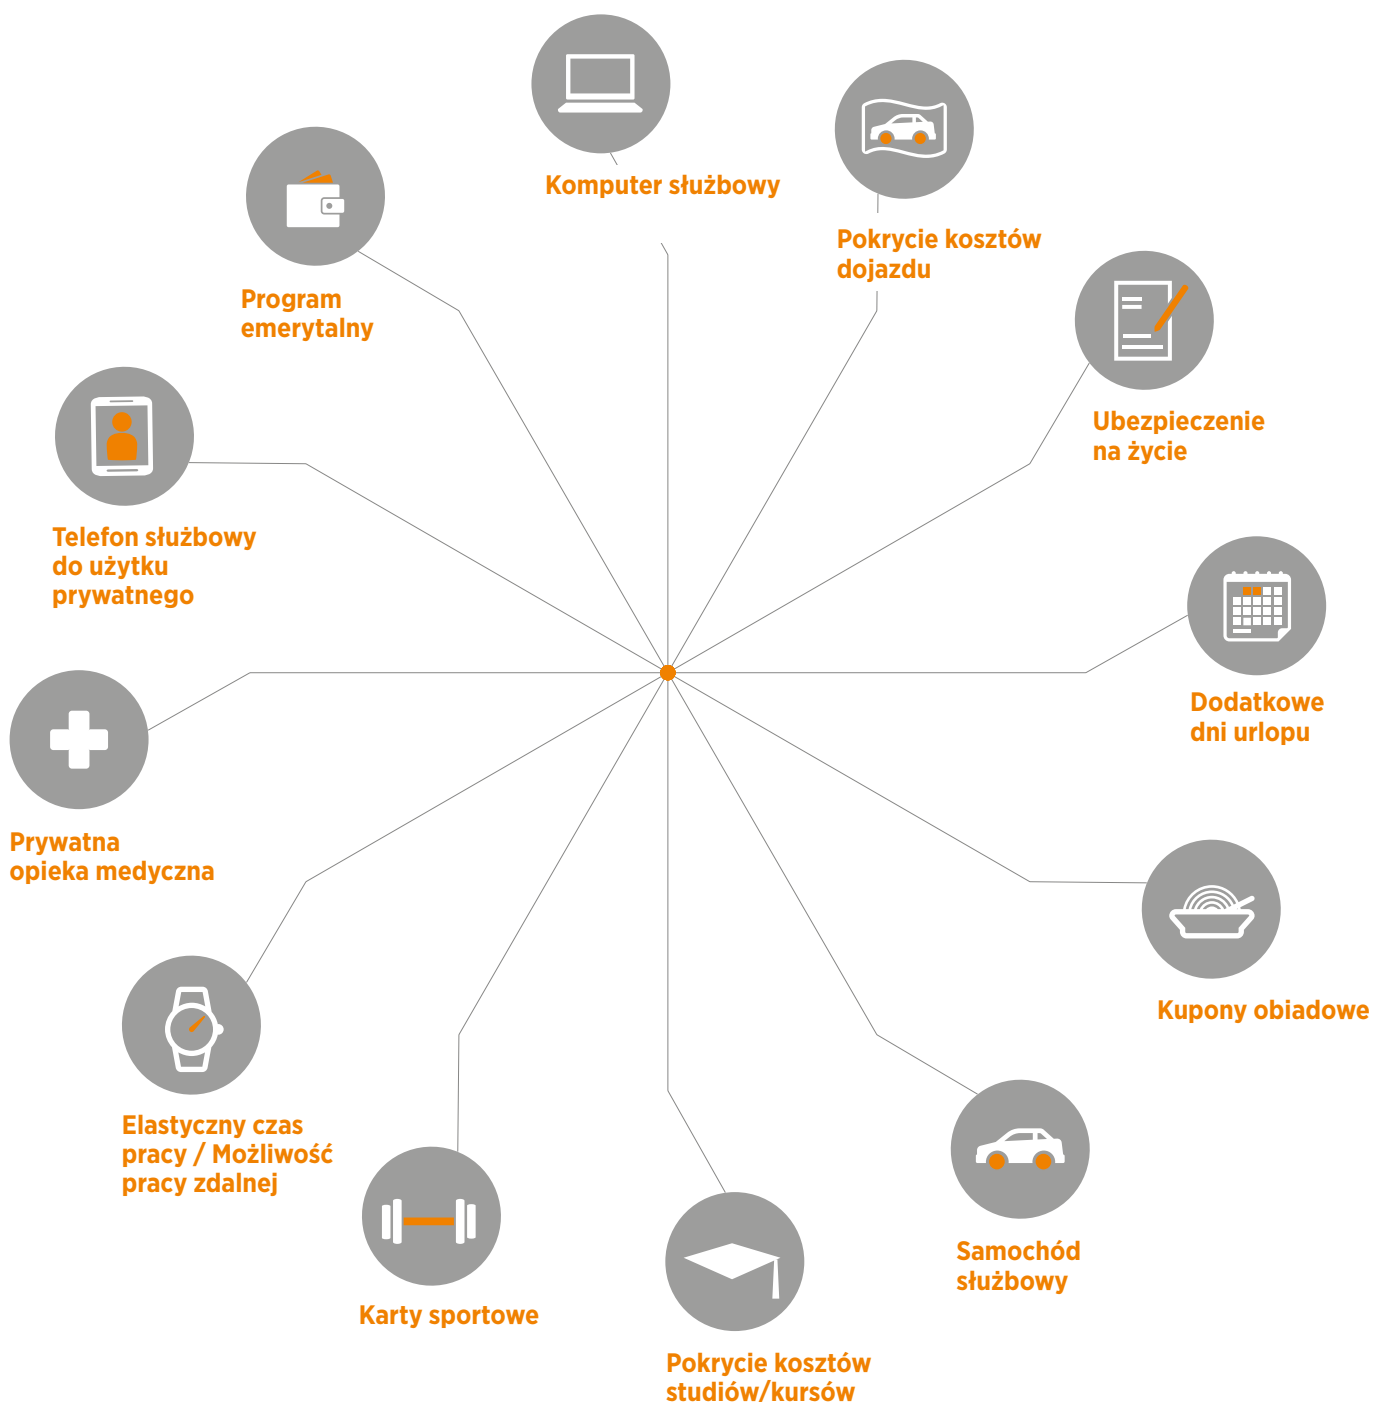 Komputer służbowy
Pokrycie kosztów
dojazdu
Ubezpieczenie
na życie
Dodatkowe
dni urlopu
Kupony obiadowe
Samochód
służbowy
Pokrycie kosztów
studiów/kursów
Karty sportowe
Elastyczny czas
pracy / Możliwość
pracy zdalnej
Prywatna
opieka medyczna
Telefon służbowy
do użytku
prywatnego
Program
emerytalny